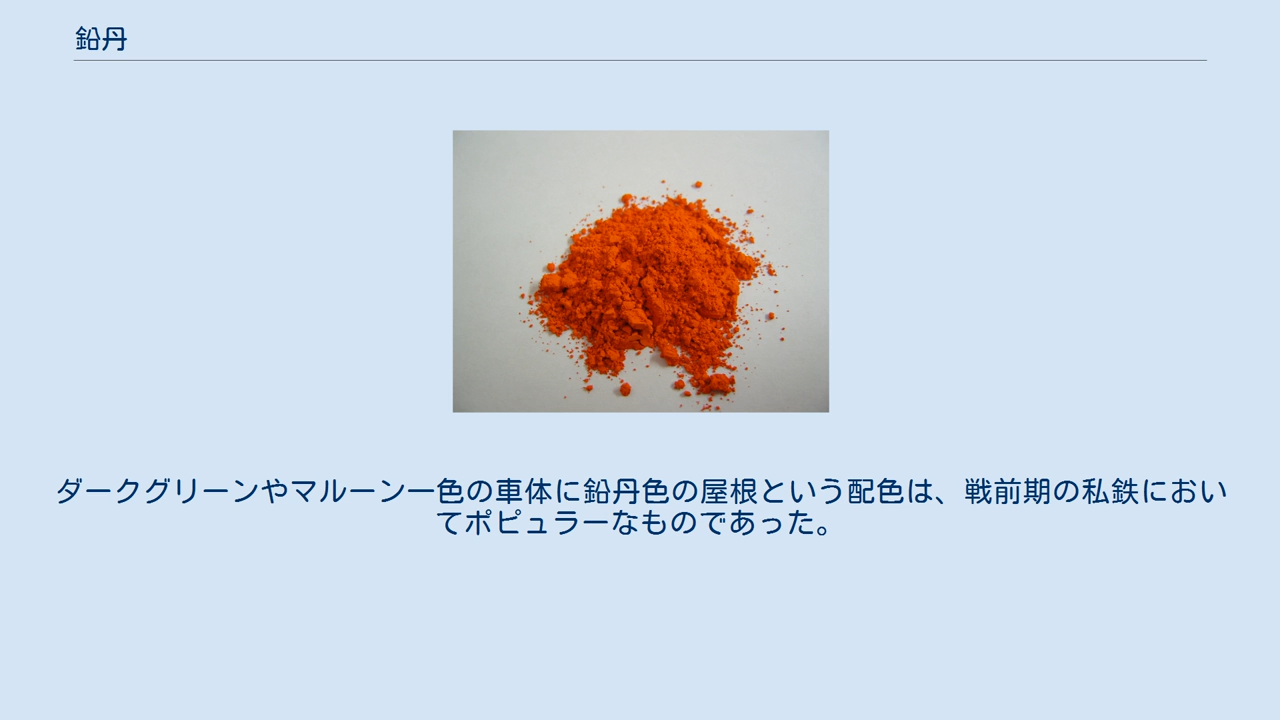 鉛丹
ダークグリーンやマルーン一色の車体に鉛丹色の屋根という配色は、戦前期の私鉄におい
てポピュラーなものであった。